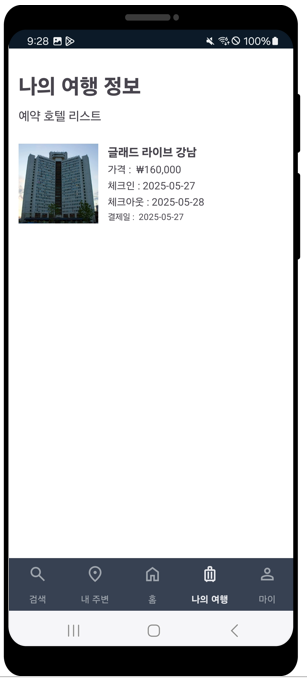 9:28 100%
나의 여행 정보
예약 호텔 리스트
글래드 라이브 강남
가격 : ₩160,000
체크인 : 2025-05-27
체크아웃 : 2025-05-28
결제일 : 2025-05-27
검색 내 주변 홈 나의 여행 마이